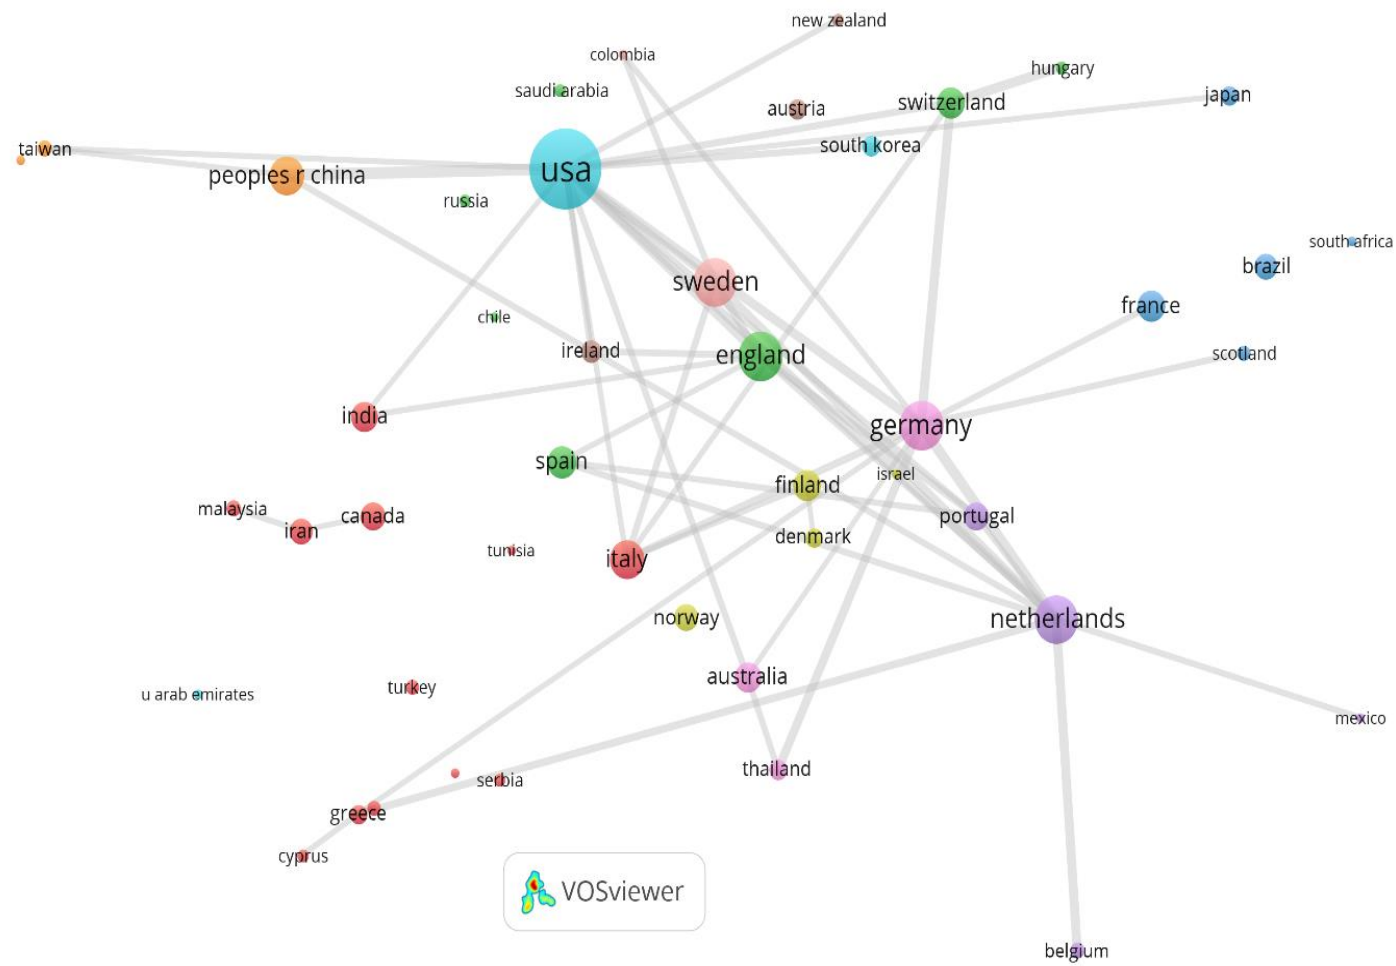 new zealand
colombia
hungary
saudi arabia
switzerland
japan
austria
south korea
taiwan
usa
peoples r china
russia
south africa
brazil
sweden
france
chile
ireland
england
scotland
india
germany
spain
israel
finland
malaysia
canada
portugal
iran
denmark
tunisia
italy
norway
netherlands
australia
turkey
u arab emirates
mexico
thailand
serbia
greece
cyprus
VOSviewer
belgium